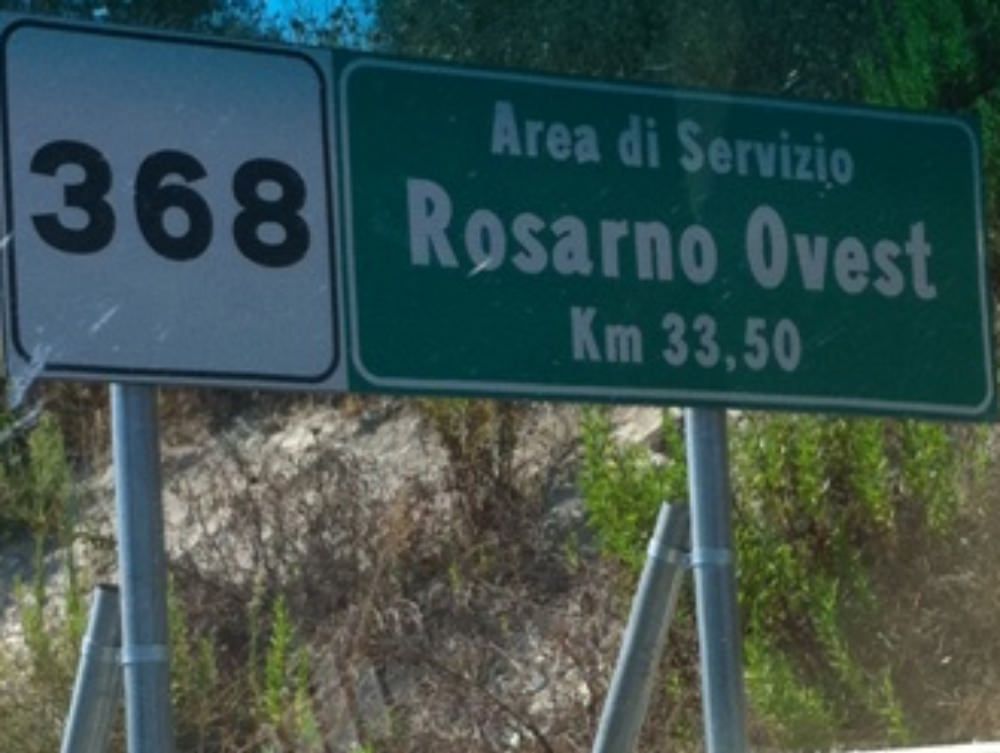 368
Area di Servizio
Rosarno Ovest
Km 33,50